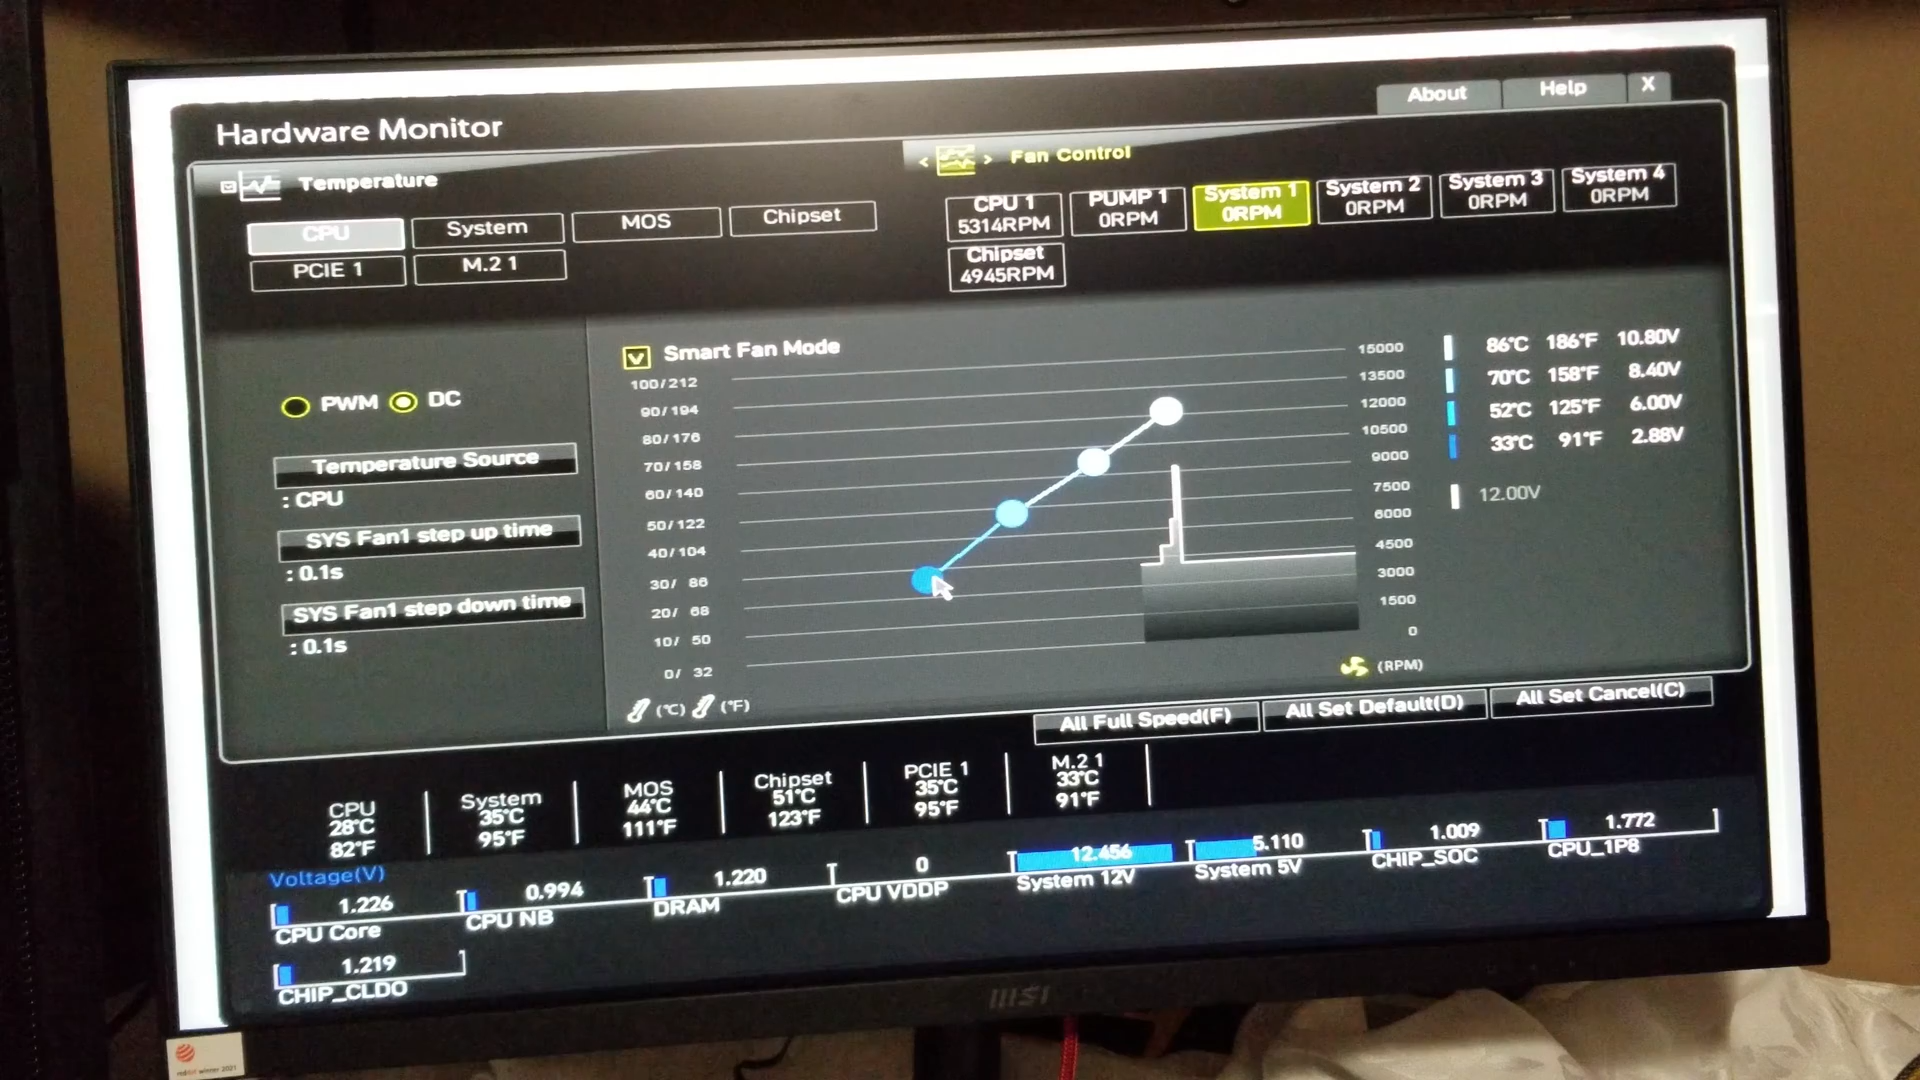 About Help X
Hardware Monitor
Temperature
< > Fan Control
CPU System MOS Chipset
PCIE 1 M.2 1
CPU 1 PUMP 1 System 1 System 2 System 3 System 4
5314RPM 0RPM 0RPM 0RPM 0RPM 0RPM
Chipset
4945RPM
PWM DC
Temperature Source
: CPU
SYS Fan1 step up time
: 0.1s
SYS Fan1 step down time
: 0.1s
Smart Fan Mode
100/212
90/194
80/176
70/158
60/140
50/122
40/104
30/ 86
20/ 68
10/ 50
0/ 32
(°C) (°F)
15000
13500
12000
10500
9000
7500
6000
4500
3000
1500
0
(RPM)
86°C 186°F 10.80V
70°C 158°F 8.40V
52°C 125°F 6.00V
33°C 91°F 2.88V
12.00V
All Full Speed(F) All Set Default(D) All Set Cancel(C)
CPU
28°C
82°F
System
35°C
95°F
MOS
44°C
111°F
Chipset
51°C
123°F
PCIE 1
35°C
95°F
M.2 1
33°C
91°F
Voltage(V)
1.226 0.994 1.220 0 12.456 5.110 1.009 1.772
CPU Core CPU NB DRAM CPU VDDP System 12V System 5V CHIP_SOC CPU_1P8
1.219
CHIP_CLDO
msi
winner 2021